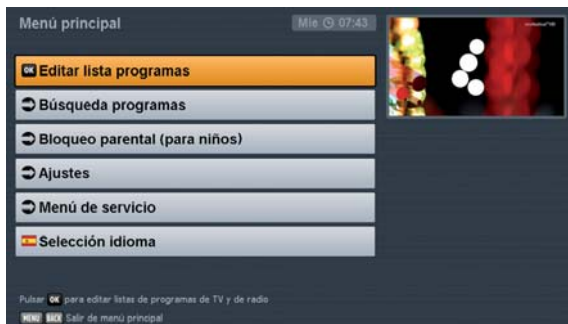 Menú principal
Mie 07:43
OK Editar lista programas
Búsqueda programas
Bloqueo parental (para niños)
Ajustes
Menú de servicio
Selección idioma
Pulsar OK para editar listas de programas de TV y de radio
MENU BACK Salir de menú principal